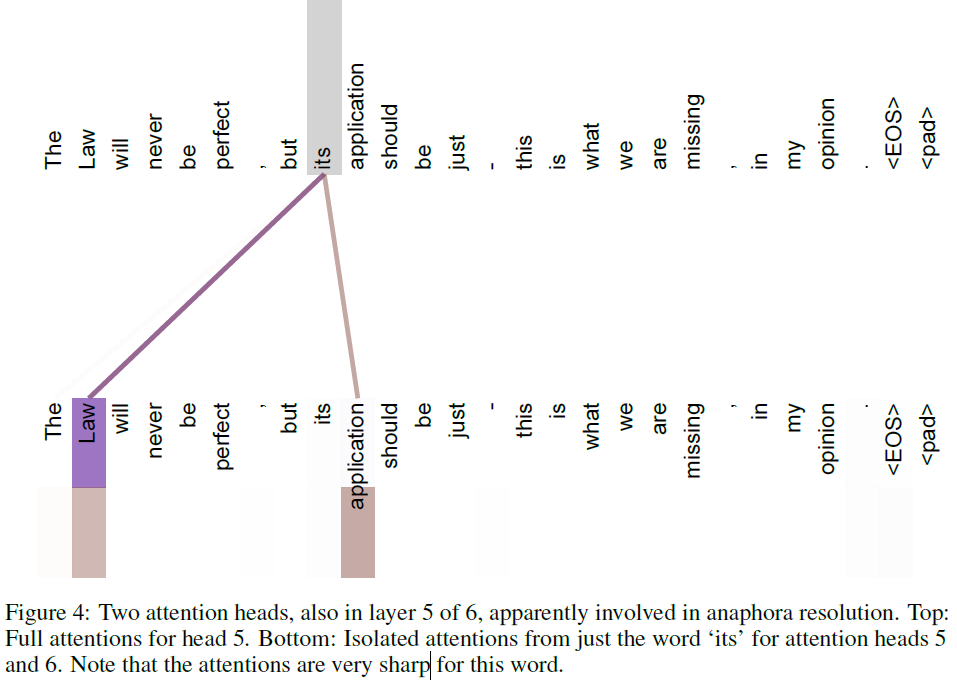 The Law will never be perfect , but its application should be just - this is what we are missing , in my opinion . <EOS> <pad>
The Law will never be perfect , but its application should be just - this is what we are missing , in my opinion . <EOS> <pad>
Figure 4: Two attention heads, also in layer 5 of 6, apparently involved in anaphora resolution. Top:
Full attentions for head 5. Bottom: Isolated attentions from just the word ‘its’ for attention heads 5
and 6. Note that the attentions are very sharp for this word.